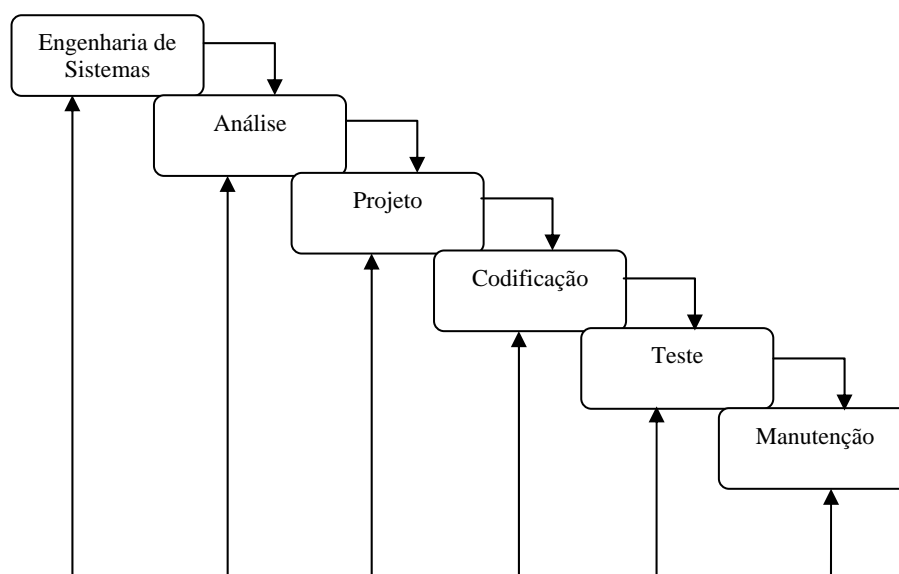 Engenharia de
Sistemas
Análise
Projeto
Codificação
Teste
Manutenção